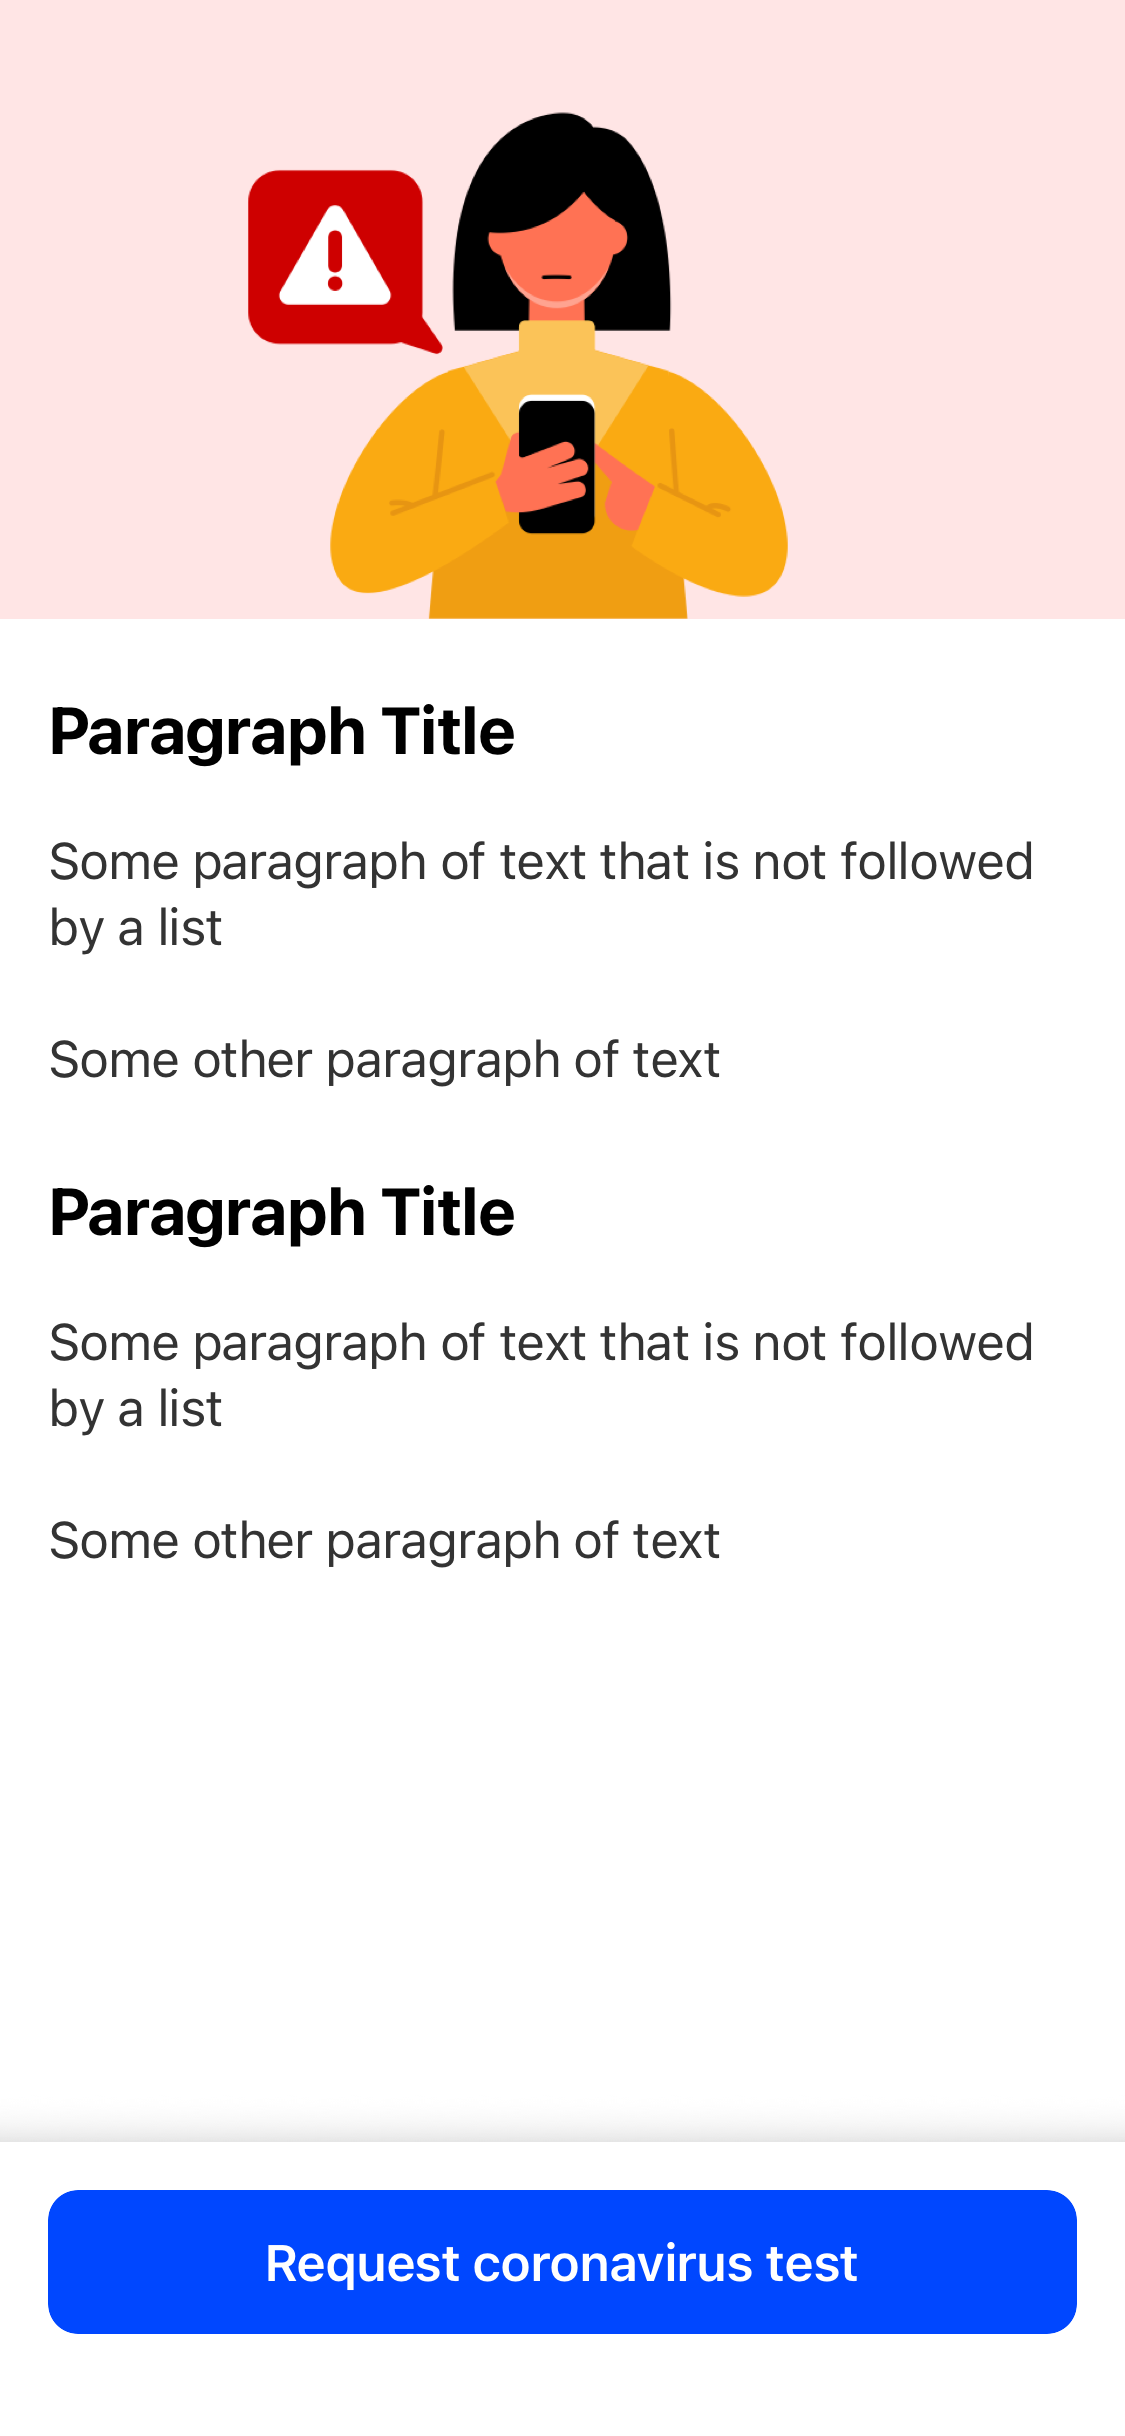 Paragraph Title
Some paragraph of text that is not followed
by a list
Some other paragraph of text
Paragraph Title
Some paragraph of text that is not followed
by a list
Some other paragraph of text
Request coronavirus test